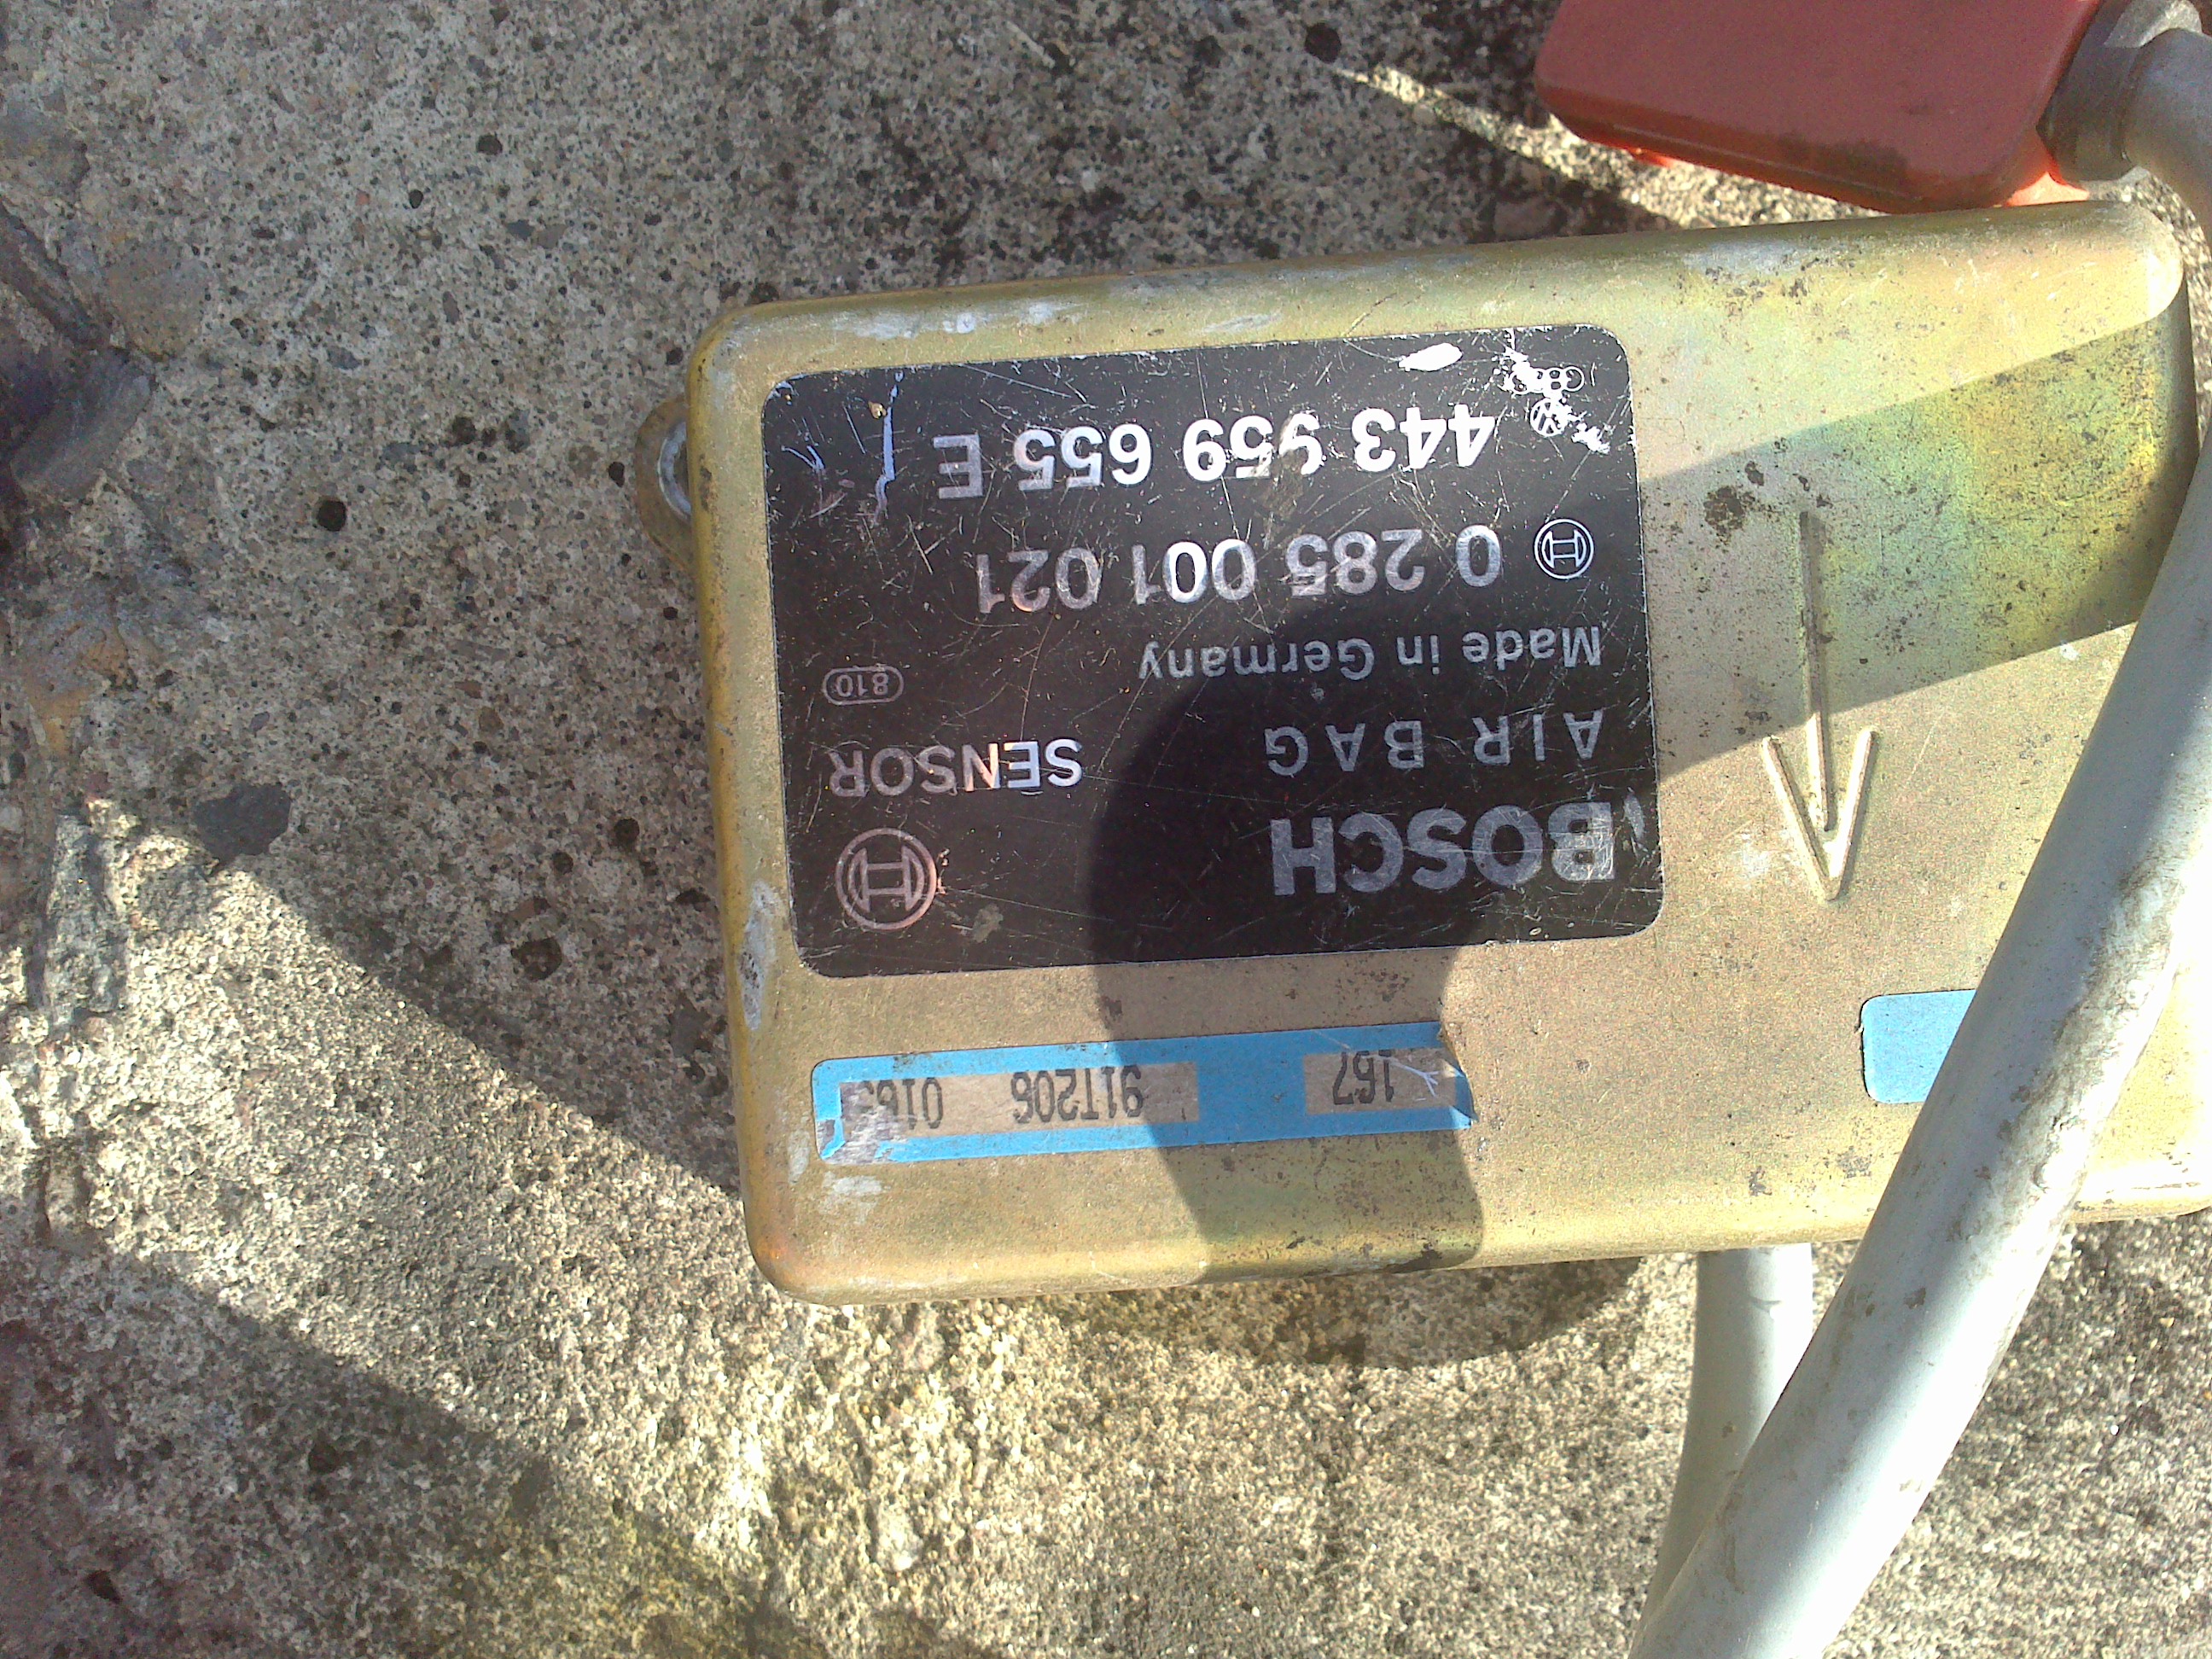 BOSCH
AIR BAG SENSOR
Made in Germany 810
0 285 001 021
443 959 655 E
167 91T206